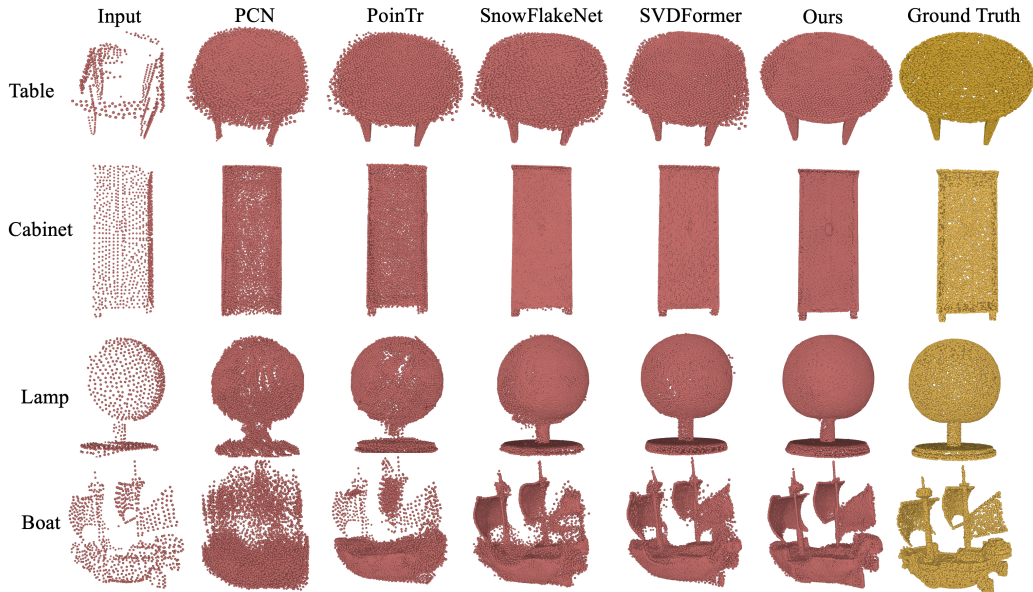 Input PCN PoinTr SnowFlakeNet SVDFormer Ours Ground Truth
Table
Cabinet
Lamp
Boat